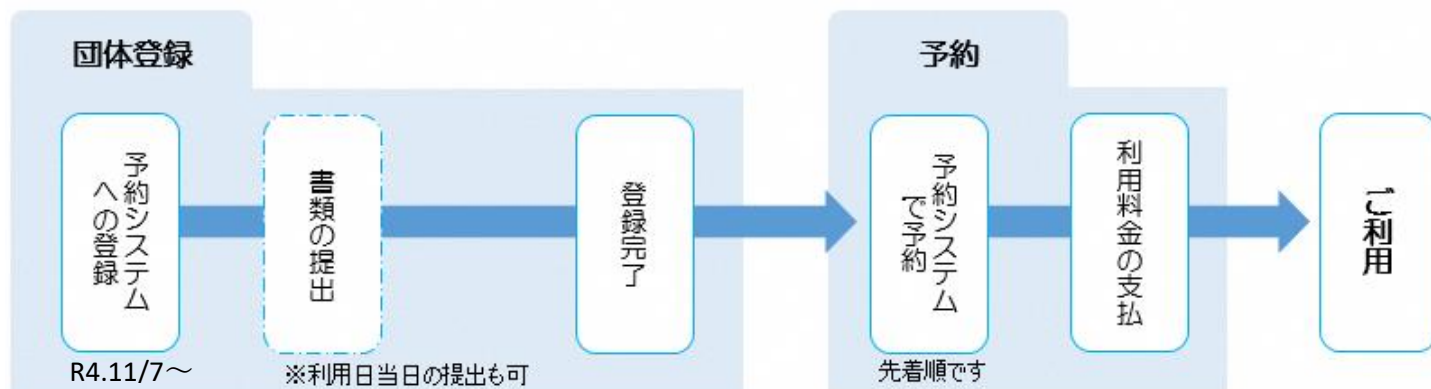 団体登録
予約システム
への登録
R4.11/7～
書類の提出
※利用日当日の提出も可
登録完了
予約
予約システム
で予約
先着順です
利用料金の支払
ご利用